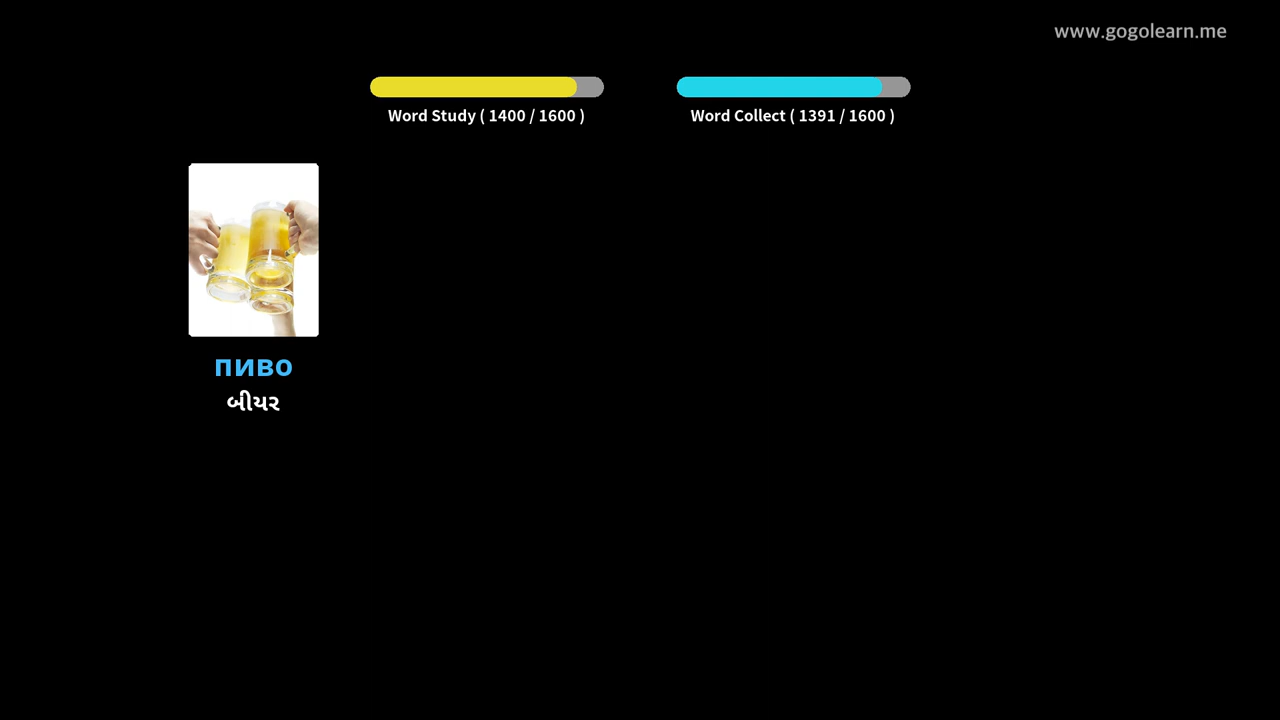 www.gogolearn.me
Word Study ( 1400 / 1600 )
Word Collect ( 1391 / 1600 )
пиво
બીયર